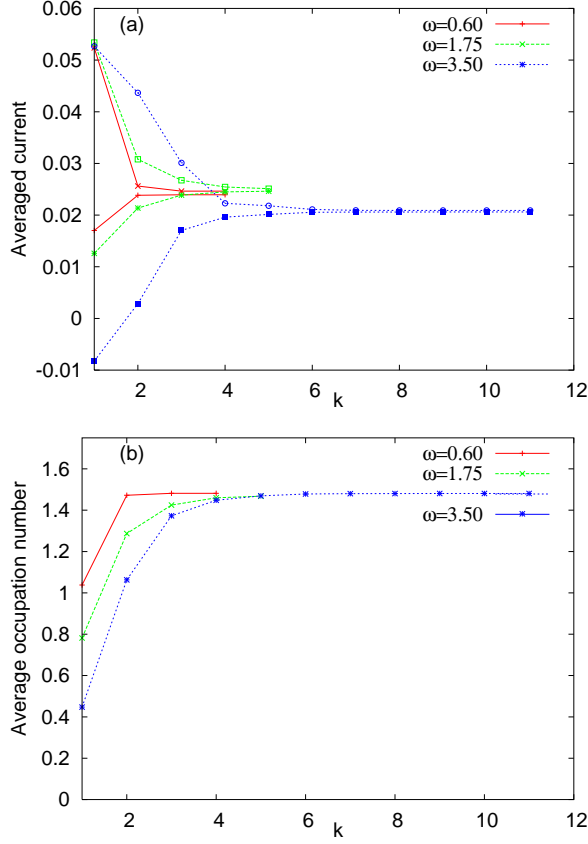 (a)
ω=0.60
ω=1.75
ω=3.50
Averaged current
0.06
0.05
0.04
0.03
0.02
0.01
0
-0.01
2 4 6 8 10 12
k
(b)
ω=0.60
ω=1.75
ω=3.50
Average occupation number
1.6
1.4
1.2
1
0.8
0.6
0.4
0.2
0
2 4 6 8 10 12
k